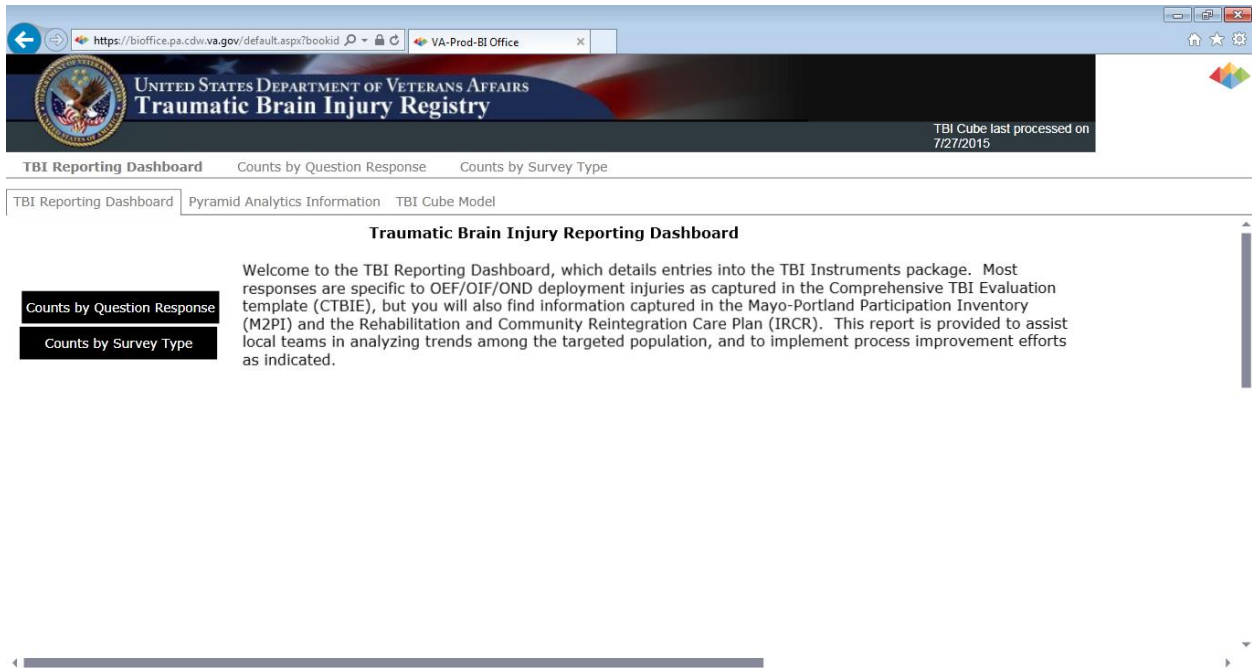 https://bioffice.pa.cdw.va.gov/default.aspx?bookid
VA-Prod-BI Office
UNITED STATES DEPARTMENT OF VETERANS AFFAIRS
Traumatic Brain Injury Registry
TBI Cube last processed on
7/27/2015
TBI Reporting Dashboard Counts by Question Response Counts by Survey Type
TBI Reporting Dashboard Pyramid Analytics Information TBI Cube Model
Traumatic Brain Injury Reporting Dashboard
Counts by Question Response
Counts by Survey Type
Welcome to the TBI Reporting Dashboard, which details entries into the TBI Instruments package. Most
responses are specific to OEF/OIF/OND deployment injuries as captured in the Comprehensive TBI Evaluation
template (CTBIE), but you will also find information captured in the Mayo-Portland Participation Inventory
(M2PI) and the Rehabilitation and Community Reintegration Care Plan (IRCR). This report is provided to assist
local teams in analyzing trends among the targeted population, and to implement process improvement efforts
as indicated.